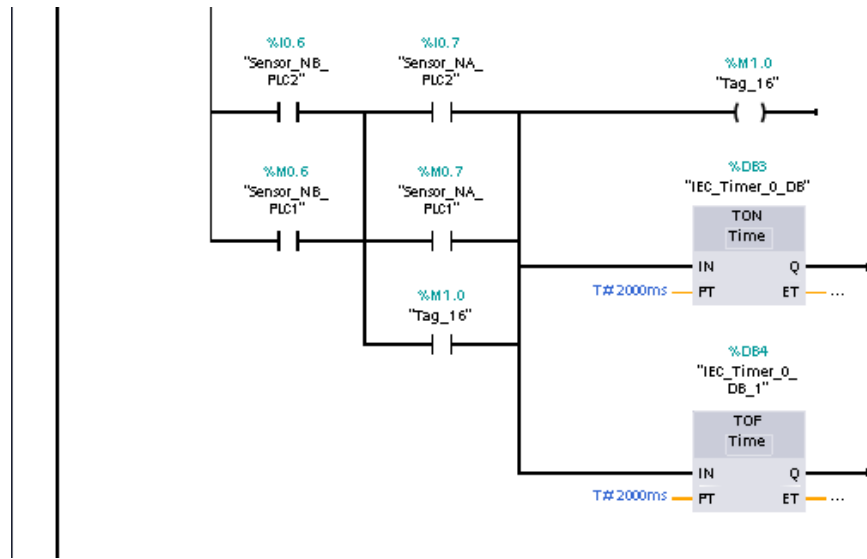 %I0.6
"Sensor_NB_
PLC2"
%I0.7
"Sensor_NA_
PLC2"
%M1.0
"Tag_16"
%M0.6
"Sensor_NB_
PLC1"
%M0.7
"Sensor_NA_
PLC1"
%M1.0
"Tag_16"
%DB3
"IEC_Timer_0_DB"
TON
Time
IN Q
T#2000ms PT ET ...
%DB4
"IEC_Timer_0_
DB_1"
TOF
Time
IN Q
T#2000ms PT ET ...